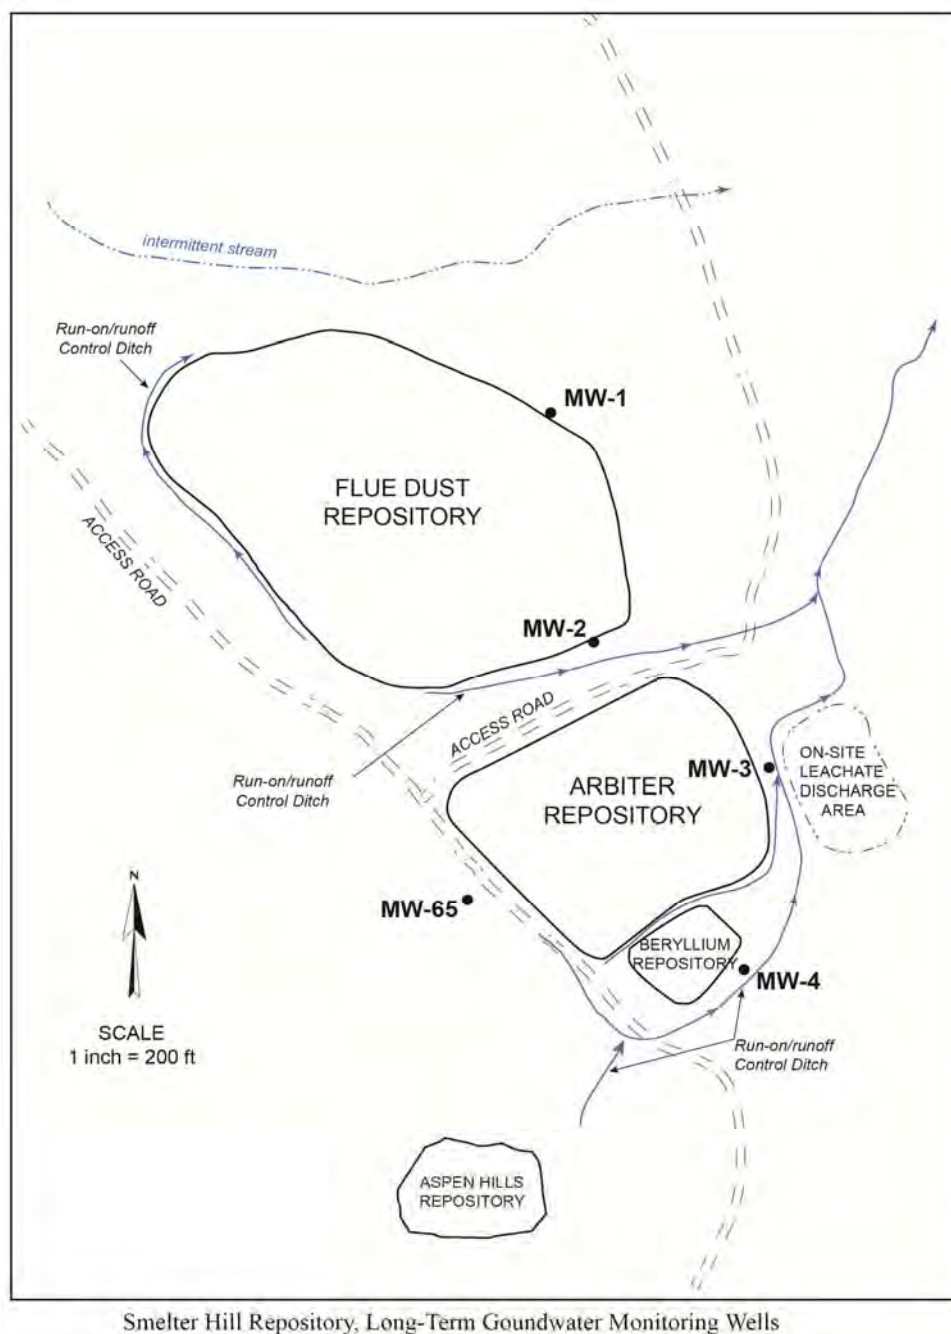 intermittent stream
Run-on/runoff
Control Ditch
MW-1
FLUE DUST
REPOSITORY
ACCESS ROAD
MW-2
ACCESS ROAD
Run-on/runoff
Control Ditch
MW-3
ON-SITE
LEACHATE
DISCHARGE
AREA
ARBITER
REPOSITORY
MW-65
BERYLLIUM
REPOSITORY
MW-4
N
SCALE
1 inch = 200 ft
Run-on/runoff
Control Ditch
ASPEN HILLS
REPOSITORY
Smelter Hill Repository, Long-Term Goundwater Monitoring Wells